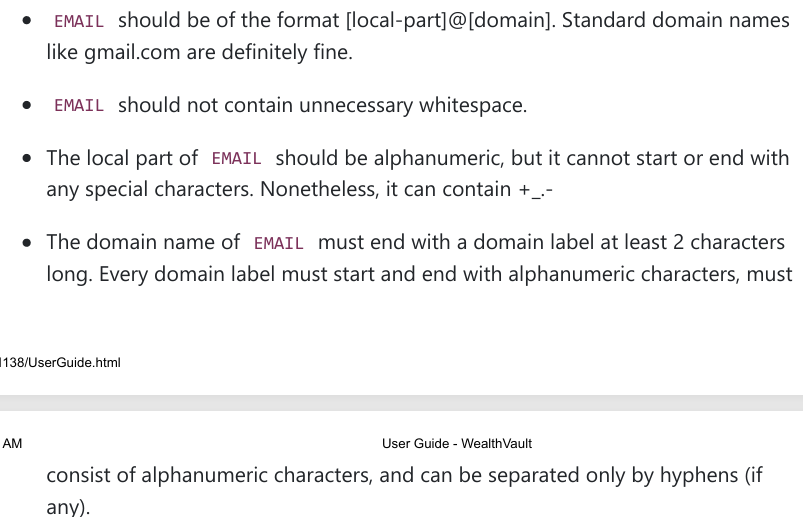 • EMAIL should be of the format [local-part]@[domain]. Standard domain names
like gmail.com are definitely fine.
• EMAIL should not contain unnecessary whitespace.
• The local part of EMAIL should be alphanumeric, but it cannot start or end with
any special characters. Nonetheless, it can contain +_.-
• The domain name of EMAIL must end with a domain label at least 2 characters
long. Every domain label must start and end with alphanumeric characters, must
138/UserGuide.html
AM User Guide - WealthVault
consist of alphanumeric characters, and can be separated only by hyphens (if
any).